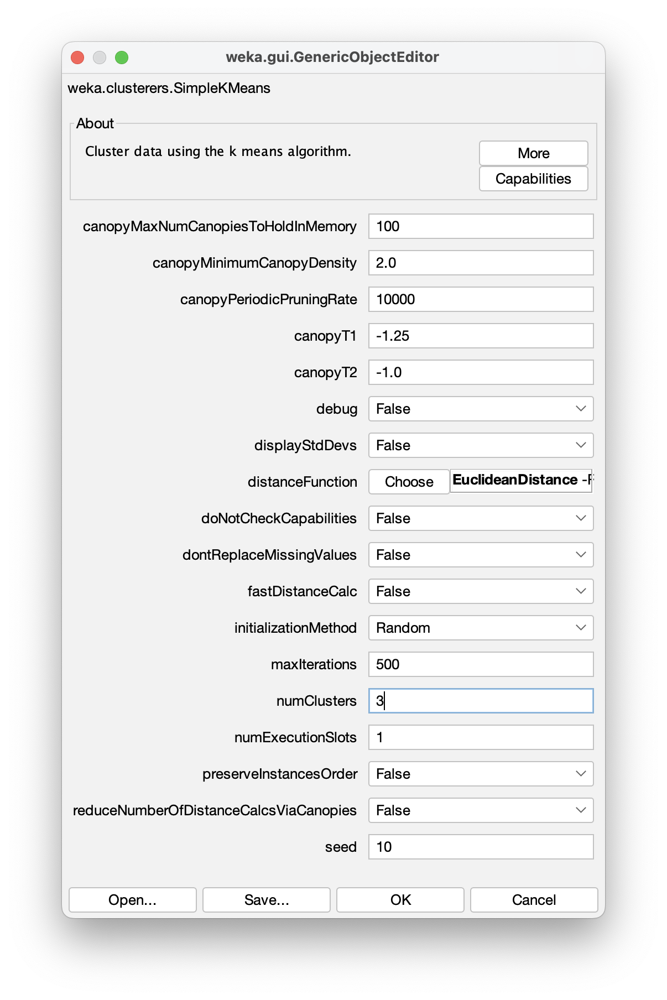 weka.gui.GenericObjectEditor
weka.clusterers.SimpleKMeans
About
Cluster data using the k means algorithm.
More
Capabilities
canopyMaxNumCanopiesToHoldInMemory 100
canopyMinimumCanopyDensity 2.0
canopyPeriodicPruningRate 10000
canopyT1 -1.25
canopyT2 -1.0
debug False
displayStdDevs False
distanceFunction Choose EuclideanDistance
doNotCheckCapabilities False
dontReplaceMissingValues False
fastDistanceCalc False
initializationMethod Random
maxIterations 500
numClusters 3
numExecutionSlots 1
preserveInstancesOrder False
reduceNumberOfDistanceCalcsViaCanopies False
seed 10
Open... Save... OK Cancel